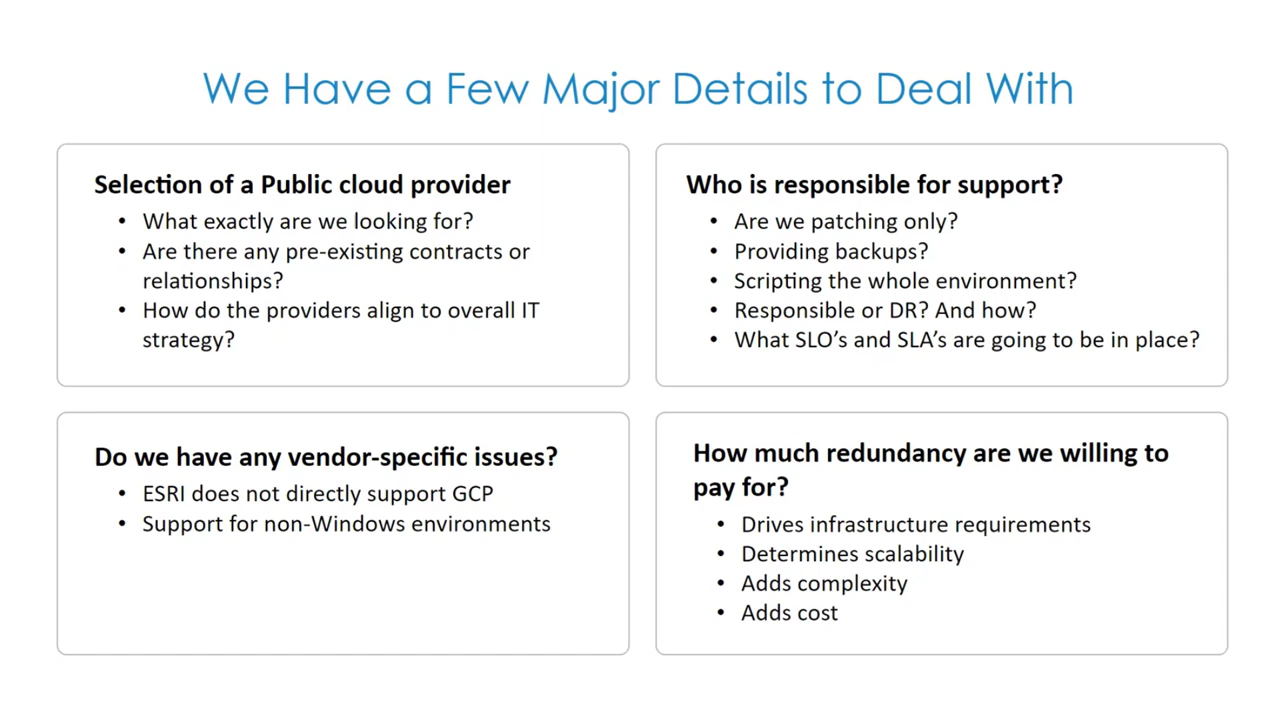 We Have a Few Major Details to Deal With
Selection of a Public cloud provider
• What exactly are we looking for?
• Are there any pre-existing contracts or
relationships?
• How do the providers align to overall IT
strategy?
Who is responsible for support?
• Are we patching only?
• Providing backups?
• Scripting the whole environment?
• Responsible or DR? And how?
• What SLO’s and SLA’s are going to be in place?
Do we have any vendor-specific issues?
• ESRI does not directly support GCP
• Support for non-Windows environments
How much redundancy are we willing to
pay for?
• Drives infrastructure requirements
• Determines scalability
• Adds complexity
• Adds cost